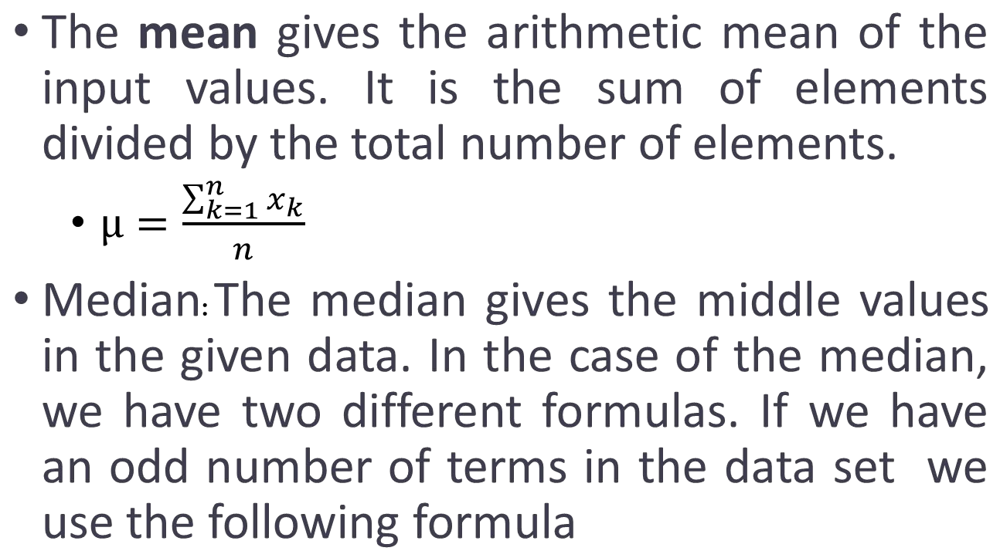 • The mean gives the arithmetic mean of the
input values. It is the sum of elements
divided by the total number of elements.
• μ = \frac{\sum_{k=1}^{n} x_k}{n}
• Median: The median gives the middle values
in the given data. In the case of the median,
we have two different formulas. If we have
an odd number of terms in the data set we
use the following formula